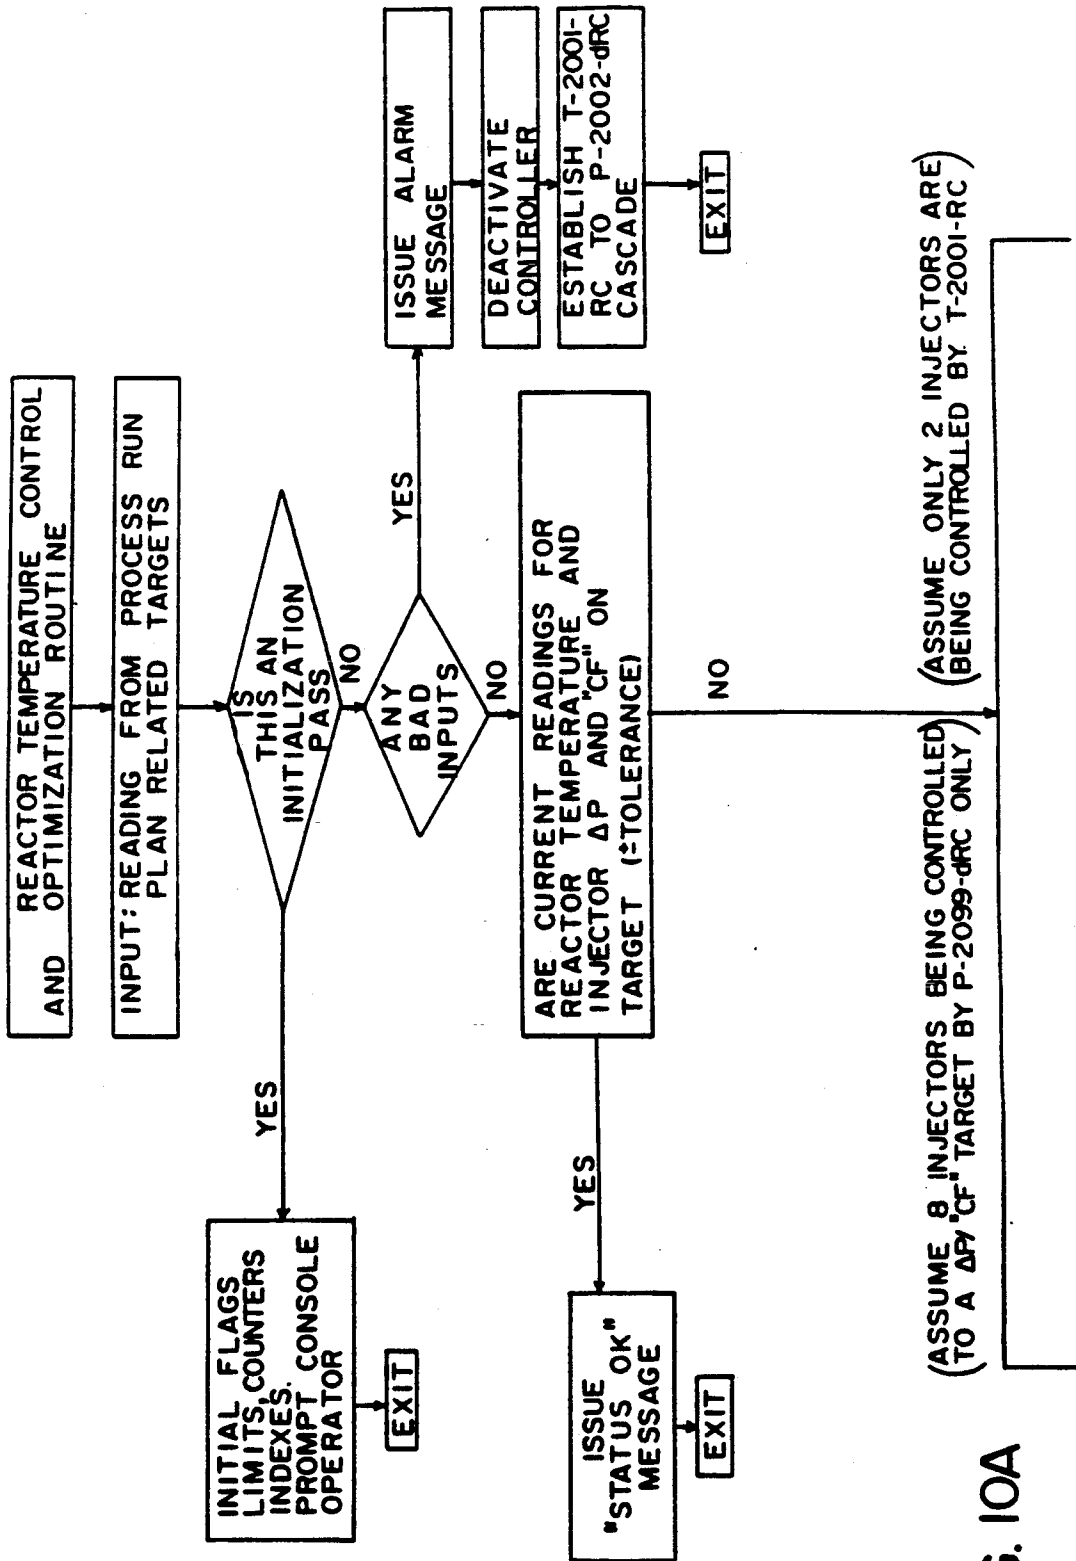 REACTOR TEMPERATURE CONTROL
AND OPTIMIZATION ROUTINE
INPUT: READING FROM PROCESS RUN
PLAN RELATED TARGETS
IS
THIS AN
INITIALIZATION
PASS
YES
NO
INITIAL FLAGS
LIMITS, COUNTERS
INDEXES.
PROMPT CONSOLE
OPERATOR
EXIT
ANY
BAD
INPUTS
YES
NO
ISSUE ALARM
MESSAGE
DEACTIVATE
CONTROLLER
ESTABLISH T-2001-
RC TO P-2002-dRC
CASCADE
EXIT
ARE CURRENT READINGS FOR
REACTOR TEMPERATURE AND
INJECTOR ΔP AND "CF" ON
TARGET (±TOLERANCE)
YES
NO
ISSUE
"STATUS OK"
MESSAGE
EXIT
(ASSUME 8 INJECTORS BEING CONTROLLED
TO A ΔP/"CF" TARGET BY P-2099-dRC ONLY)
(ASSUME ONLY 2 INJECTORS ARE
BEING CONTROLLED BY T-2001-RC)
G. 10A